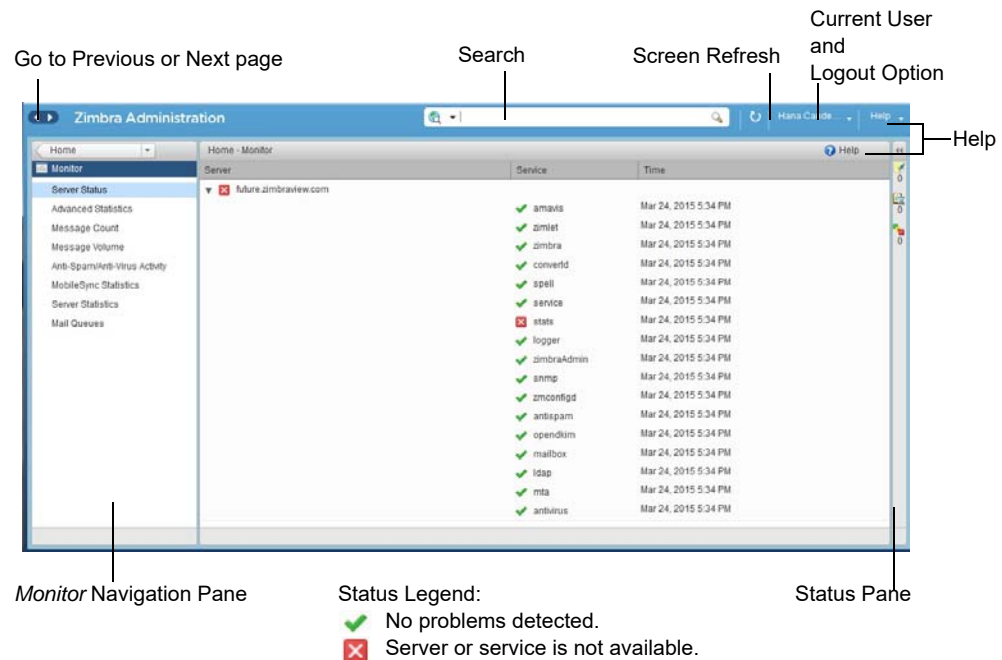 Current User
and
Logout Option
Go to Previous or Next page
Search
Screen Refresh
Zimbra Administration
Help
Help
Home
Home - Monitor
Help
Monitor
Server Service Time
Server Status
future.zimbraview.com
Advanced Statistics
Message Count
Message Volume
Anti-Spam/Anti-Virus Activity
MobileSync Statistics
Server Statistics
Mail Queues
amavis Mar 24, 2015 5:34 PM
zimlet Mar 24, 2015 5:34 PM
zimbra Mar 24, 2015 5:34 PM
convertd Mar 24, 2015 5:34 PM
spell Mar 24, 2015 5:34 PM
service Mar 24, 2015 5:34 PM
stats Mar 24, 2015 5:34 PM
logger Mar 24, 2015 5:34 PM
zimbraAdmin Mar 24, 2015 5:34 PM
snmp Mar 24, 2015 5:34 PM
zmconfigd Mar 24, 2015 5:34 PM
antispam Mar 24, 2015 5:34 PM
opendkim Mar 24, 2015 5:34 PM
mailbox Mar 24, 2015 5:34 PM
ldap Mar 24, 2015 5:34 PM
mta Mar 24, 2015 5:34 PM
antivirus Mar 24, 2015 5:34 PM
0
0
0
Monitor Navigation Pane
Status Legend:
Status Pane
No problems detected.
Server or service is not available.